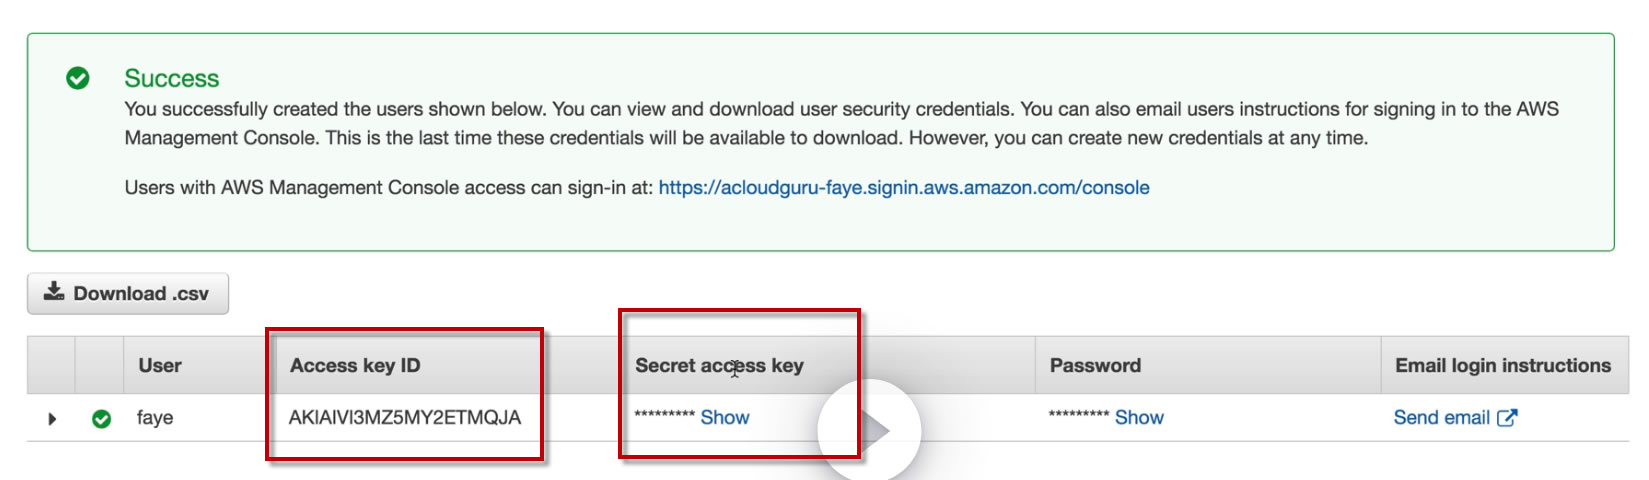 Success
You successfully created the users shown below. You can view and download user security credentials. You can also email users instructions for signing in to the AWS
Management Console. This is the last time these credentials will be available to download. However, you can create new credentials at any time.
Users with AWS Management Console access can sign-in at: https://acloudguru-faye.signin.aws.amazon.com/console
Download .csv
User Access key ID Secret access key Password Email login instructions
faye AKIAIVI3MZ5MY2ETMQJA ********* Show ********* Show Send email